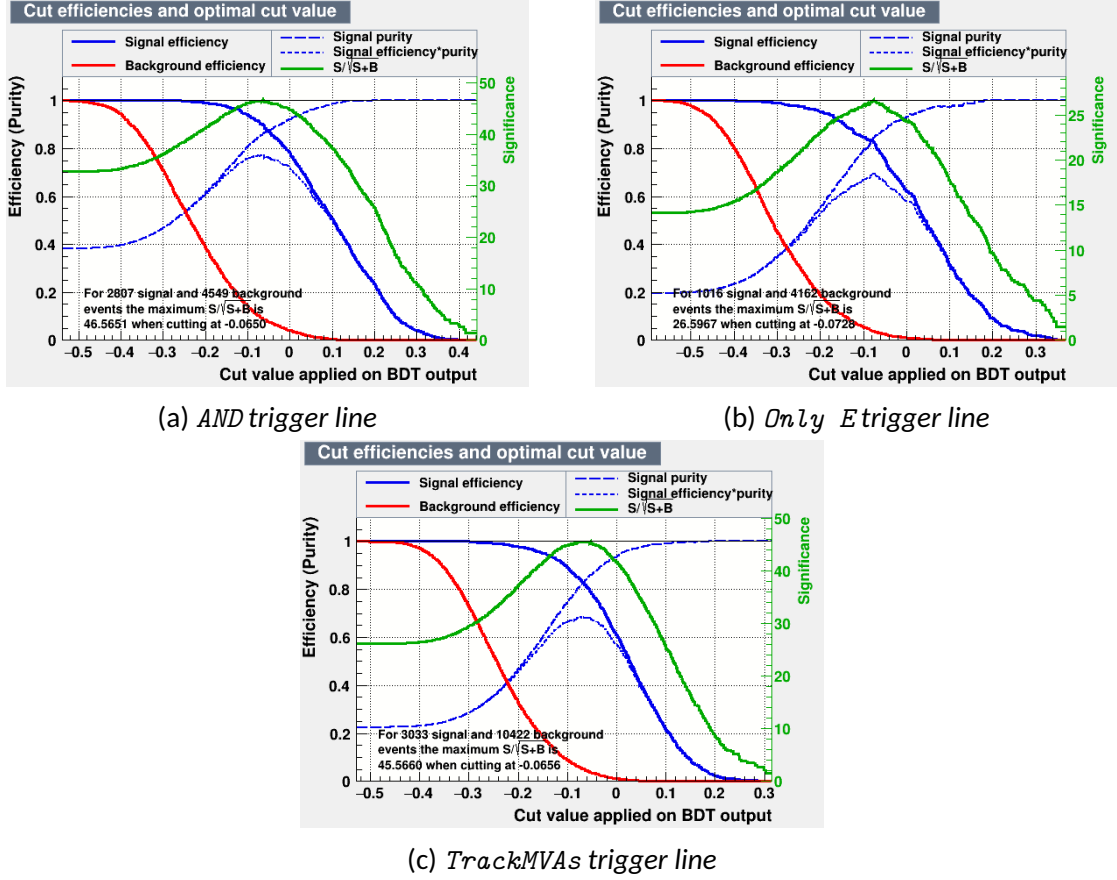 Cut efficiencies and optimal cut value
Signal efficiency
Background efficiency
Signal purity
Signal efficiency*purity
S/√S+B
Efficiency (Purity)
1
0.8
0.6
0.4
0.2
0
50
40
30
20
10
0
Significance
For 2807 signal and 4549 background
events the maximum S/√S+B is
46.5651 when cutting at -0.0650
−0.5 −0.4 −0.3 −0.2 −0.1 0 0.1 0.2 0.3 0.4
Cut value applied on BDT output
(a) AND trigger line
Cut efficiencies and optimal cut value
Signal efficiency
Background efficiency
Signal purity
Signal efficiency*purity
S/√S+B
Efficiency (Purity)
1
0.8
0.6
0.4
0.2
0
25
20
15
10
5
0
Significance
For 1016 signal and 4162 background
events the maximum S/√S+B is
26.5967 when cutting at -0.0728
−0.5 −0.4 −0.3 −0.2 −0.1 0 0.1 0.2 0.3
Cut value applied on BDT output
(b) Only E trigger line
Cut efficiencies and optimal cut value
Signal efficiency
Background efficiency
Signal purity
Signal efficiency*purity
S/√S+B
Efficiency (Purity)
1
0.8
0.6
0.4
0.2
0
50
40
30
20
10
0
Significance
For 3033 signal and 10422 background
events the maximum S/√S+B is
45.5660 when cutting at -0.0656
−0.5 −0.4 −0.3 −0.2 −0.1 0 0.1 0.2 0.3
Cut value applied on BDT output
(c) TrackMVAs trigger line